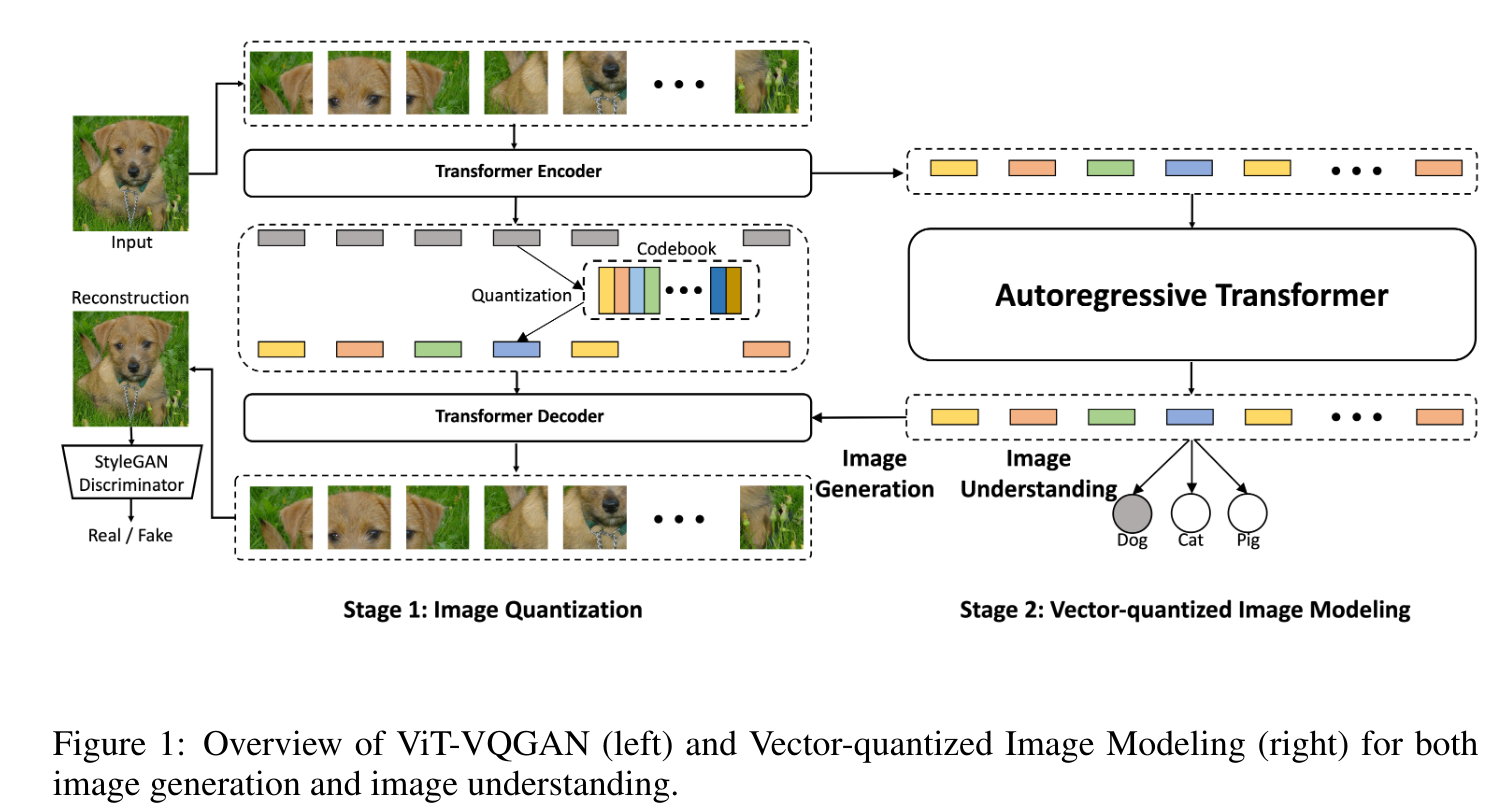 Transformer Encoder
Input
Codebook
Quantization
Reconstruction
Transformer Decoder
StyleGAN
Discriminator
Real / Fake
Stage 1: Image Quantization
Autoregressive Transformer
Image
Generation
Image
Understanding
Dog
Cat
Pig
Stage 2: Vector-quantized Image Modeling
Figure 1: Overview of ViT-VQGAN (left) and Vector-quantized Image Modeling (right) for both
image generation and image understanding.